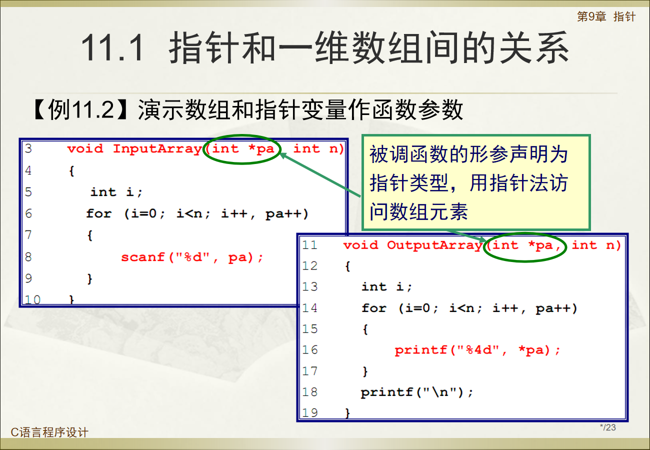 第9章 指针
11.1 指针和一维数组间的关系
【例11.2】演示数组和指针变量作函数参数
3 void InputArray(int *pa, int n)
4 {
5 int i;
6 for (i=0; i<n; i++, pa++)
7 {
8 scanf("%d", pa);
9 }
10 }
被调函数的形参声明为
指针类型，用指针法访
问数组元素
11 void OutputArray(int *pa, int n)
12 {
13 int i;
14 for (i=0; i<n; i++, pa++)
15 {
16 printf("%4d", *pa);
17 }
18 printf("\n");
19 }
C语言程序设计
*/23